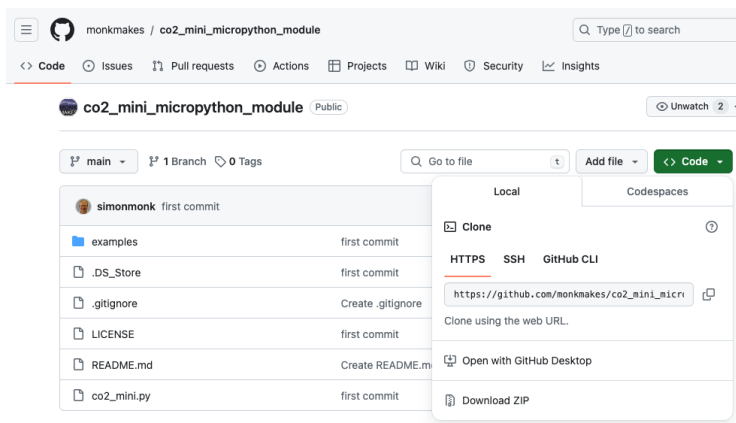 monkmakes / co2_mini_micropython_module
Type / to search
<> Code Issues Pull requests Actions Projects Wiki Security Insights
co2_mini_micropython_module Public
Unwatch 2
main 1 Branch 0 Tags Go to file t Add file <> Code
Local Codespaces
simonmonk first commit
Clone
examples first commit
HTTPS SSH GitHub CLI
.DS_Store first commit
https://github.com/monkmakes/co2_mini_micr
.gitignore Create .gitignore
Clone using the web URL.
LICENSE first commit
Open with GitHub Desktop
README.md Create README.m
co2_mini.py first commit
Download ZIP